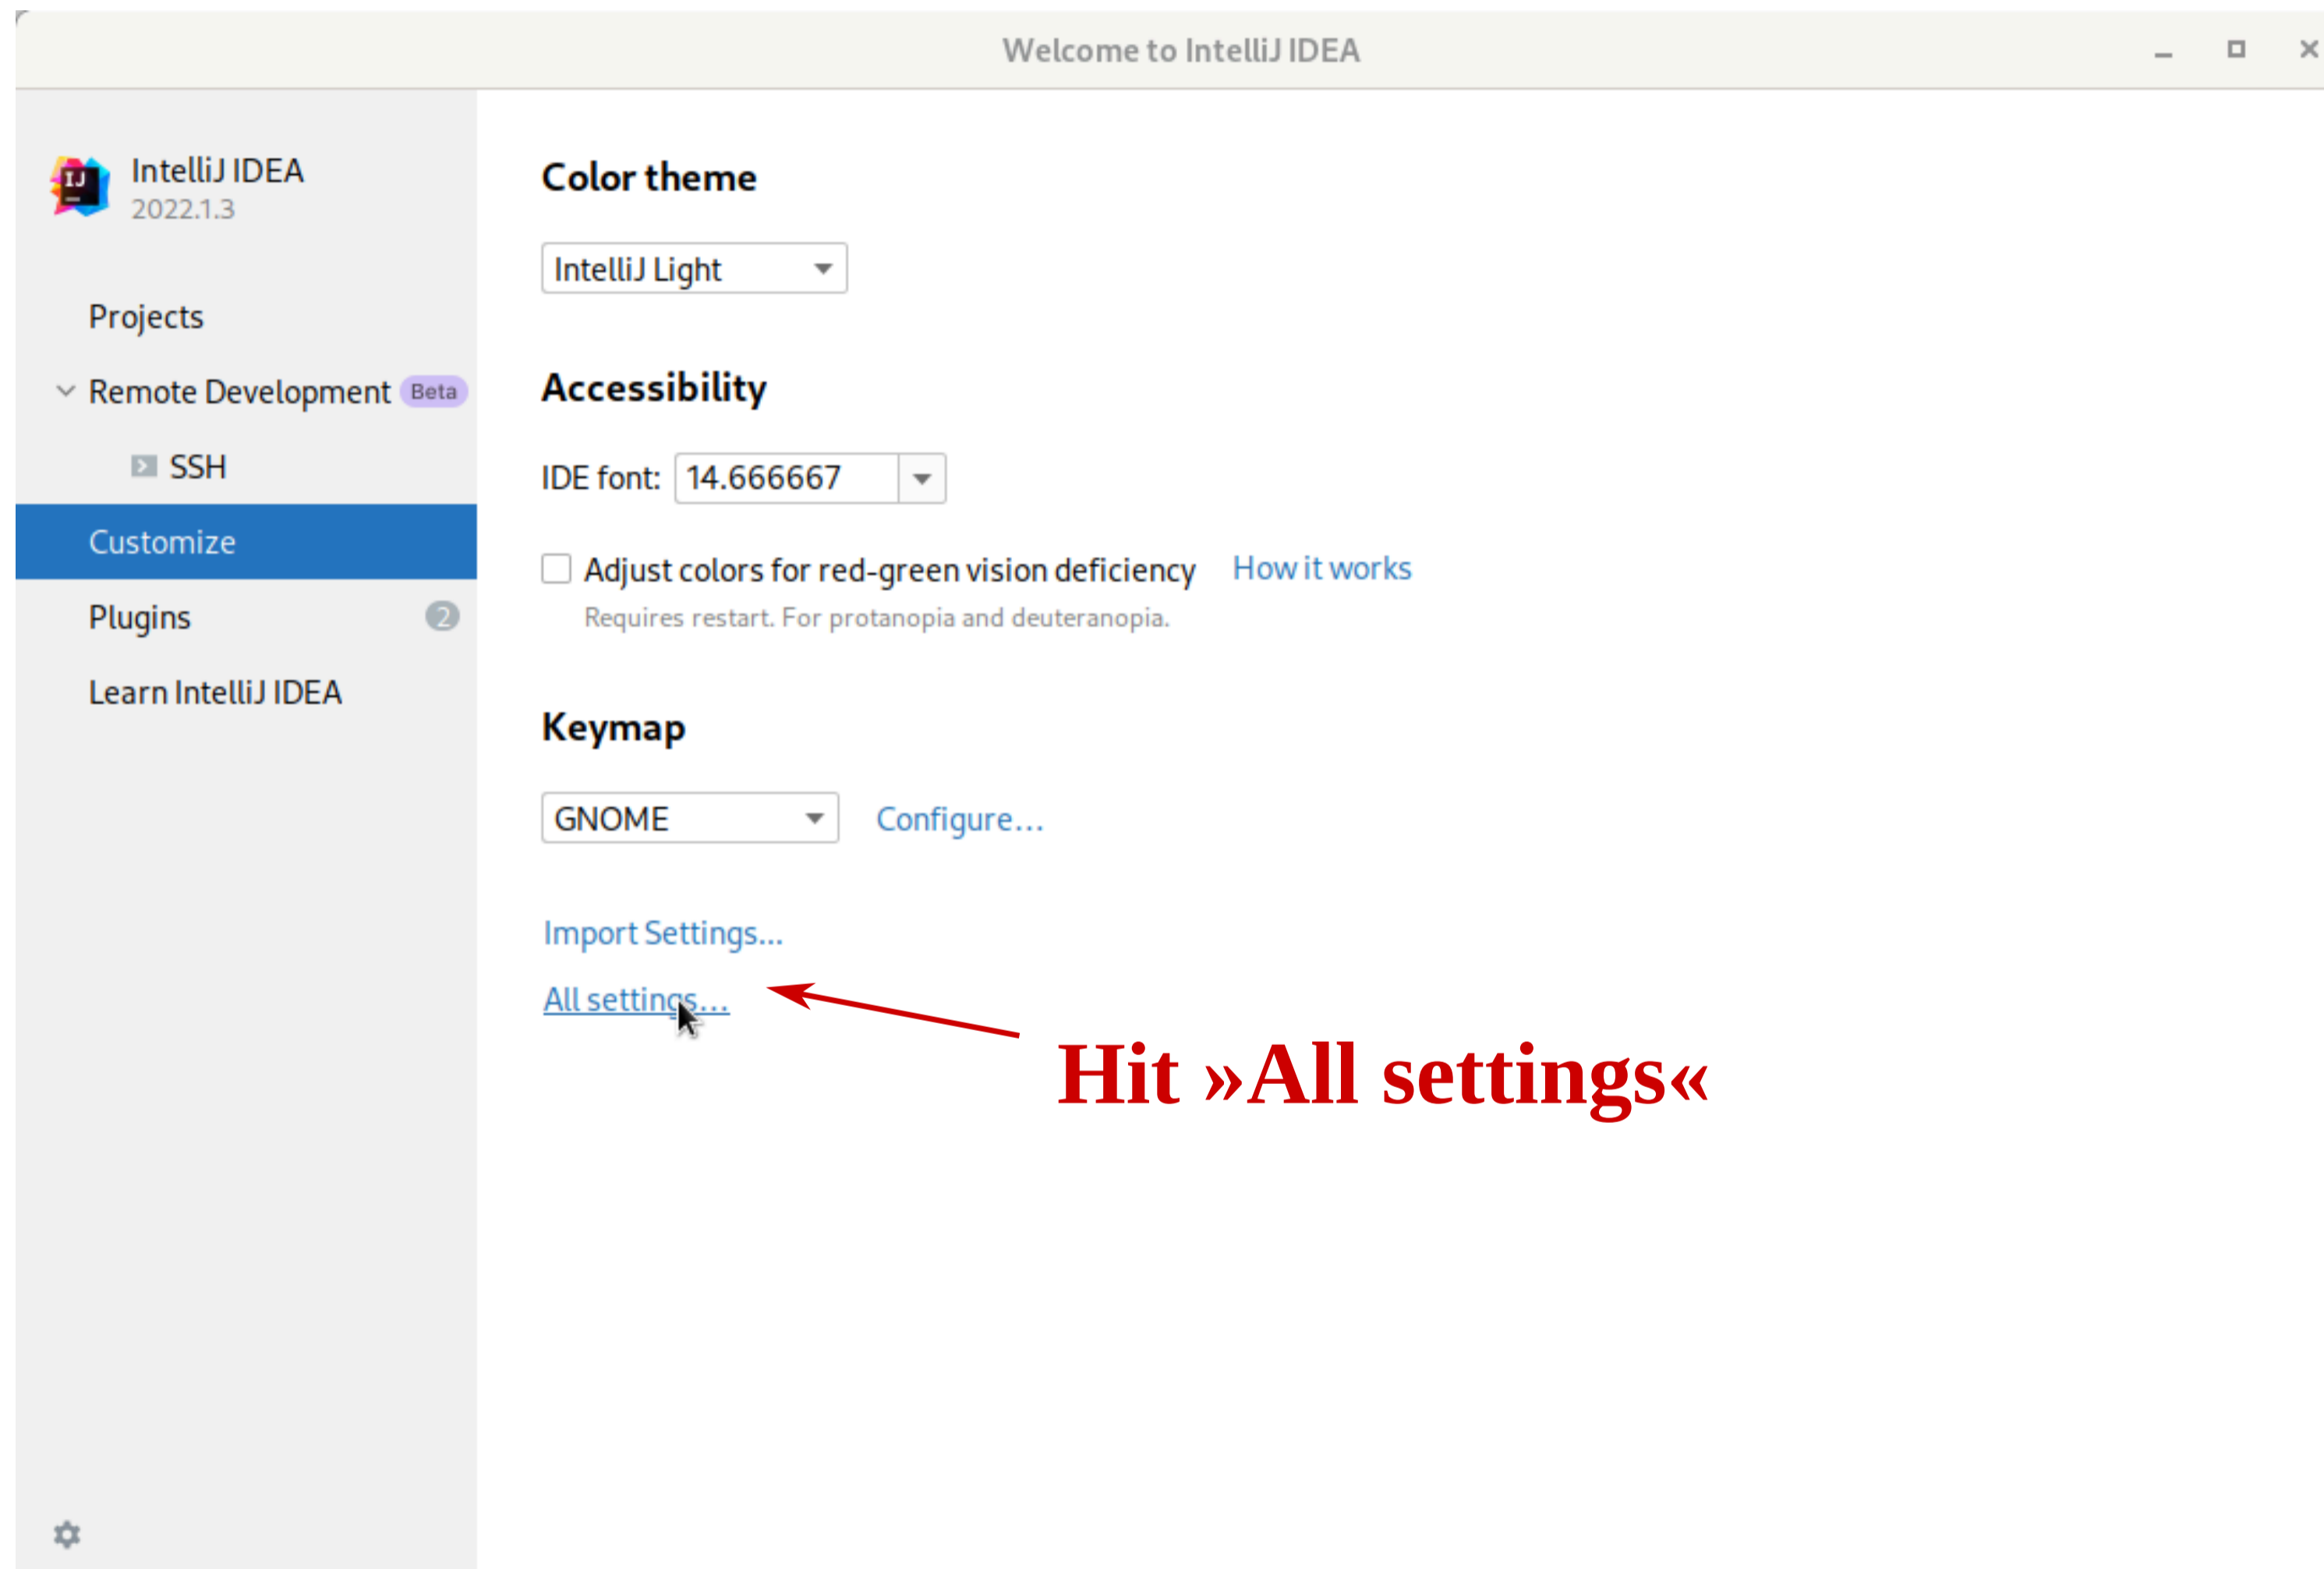 Welcome to IntelliJ IDEA
IJ
IntelliJ IDEA
2022.1.3
Projects
Remote Development Beta
SSH
Customize
Plugins 2
Learn IntelliJ IDEA
Color theme
IntelliJ Light
Accessibility
IDE font: 14.666667
Adjust colors for red-green vision deficiency How it works
Requires restart. For protanopia and deuteranopia.
Keymap
GNOME Configure...
Import Settings...
All settings...
Hit »All settings«